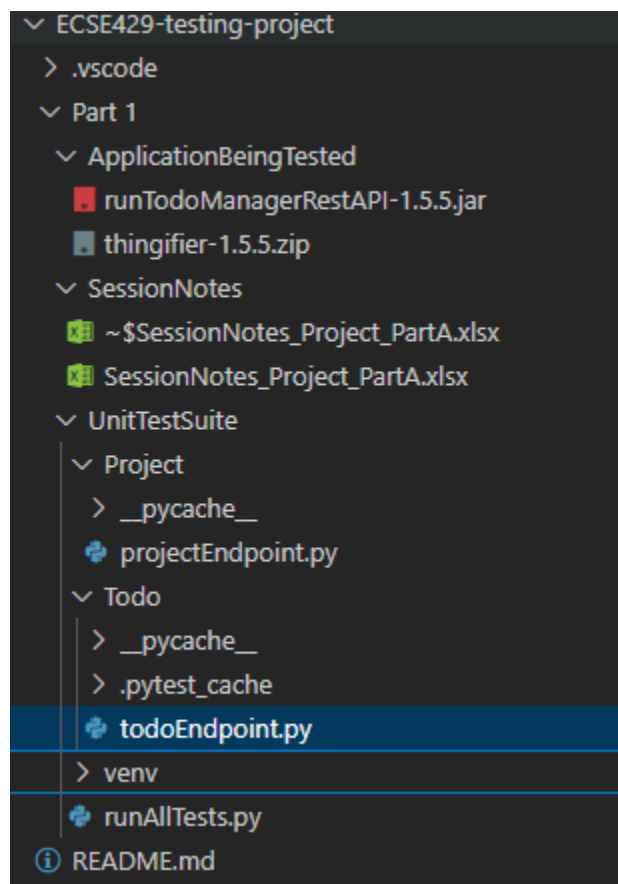 ECSE429-testing-project
.vscode
Part 1
ApplicationBeingTested
runTodoManagerRestAPI-1.5.5.jar
thingifier-1.5.5.zip
SessionNotes
~$SessionNotes_Project_PartA.xlsx
SessionNotes_Project_PartA.xlsx
UnitTestSuite
Project
__pycache__
projectEndpoint.py
Todo
__pycache__
.pytest_cache
todoEndpoint.py
venv
runAllTests.py
README.md